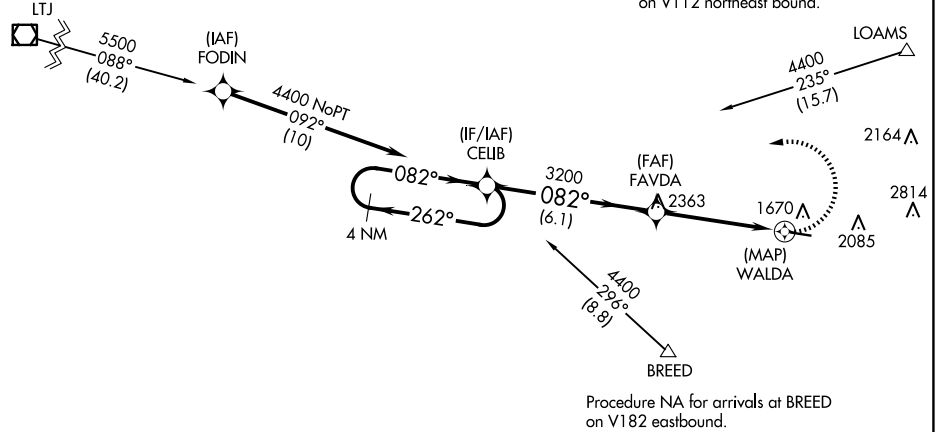 on V112 northeast bound.
LTJ
5500
088°
(40.2)
(IAF)
FODIN
4400 NoPT
092°
(10)
(IF/IAF)
CELIB
082°
262°
4 NM
3200
082°
(6.1)
(FAF)
FAVDA
2363
LOAMS
4400
235°
(15.7)
2164
2814
1670
2085
(MAP)
WALDA
4400
296°
(8.8)
BREED
Procedure NA for arrivals at BREED
on V182 eastbound.